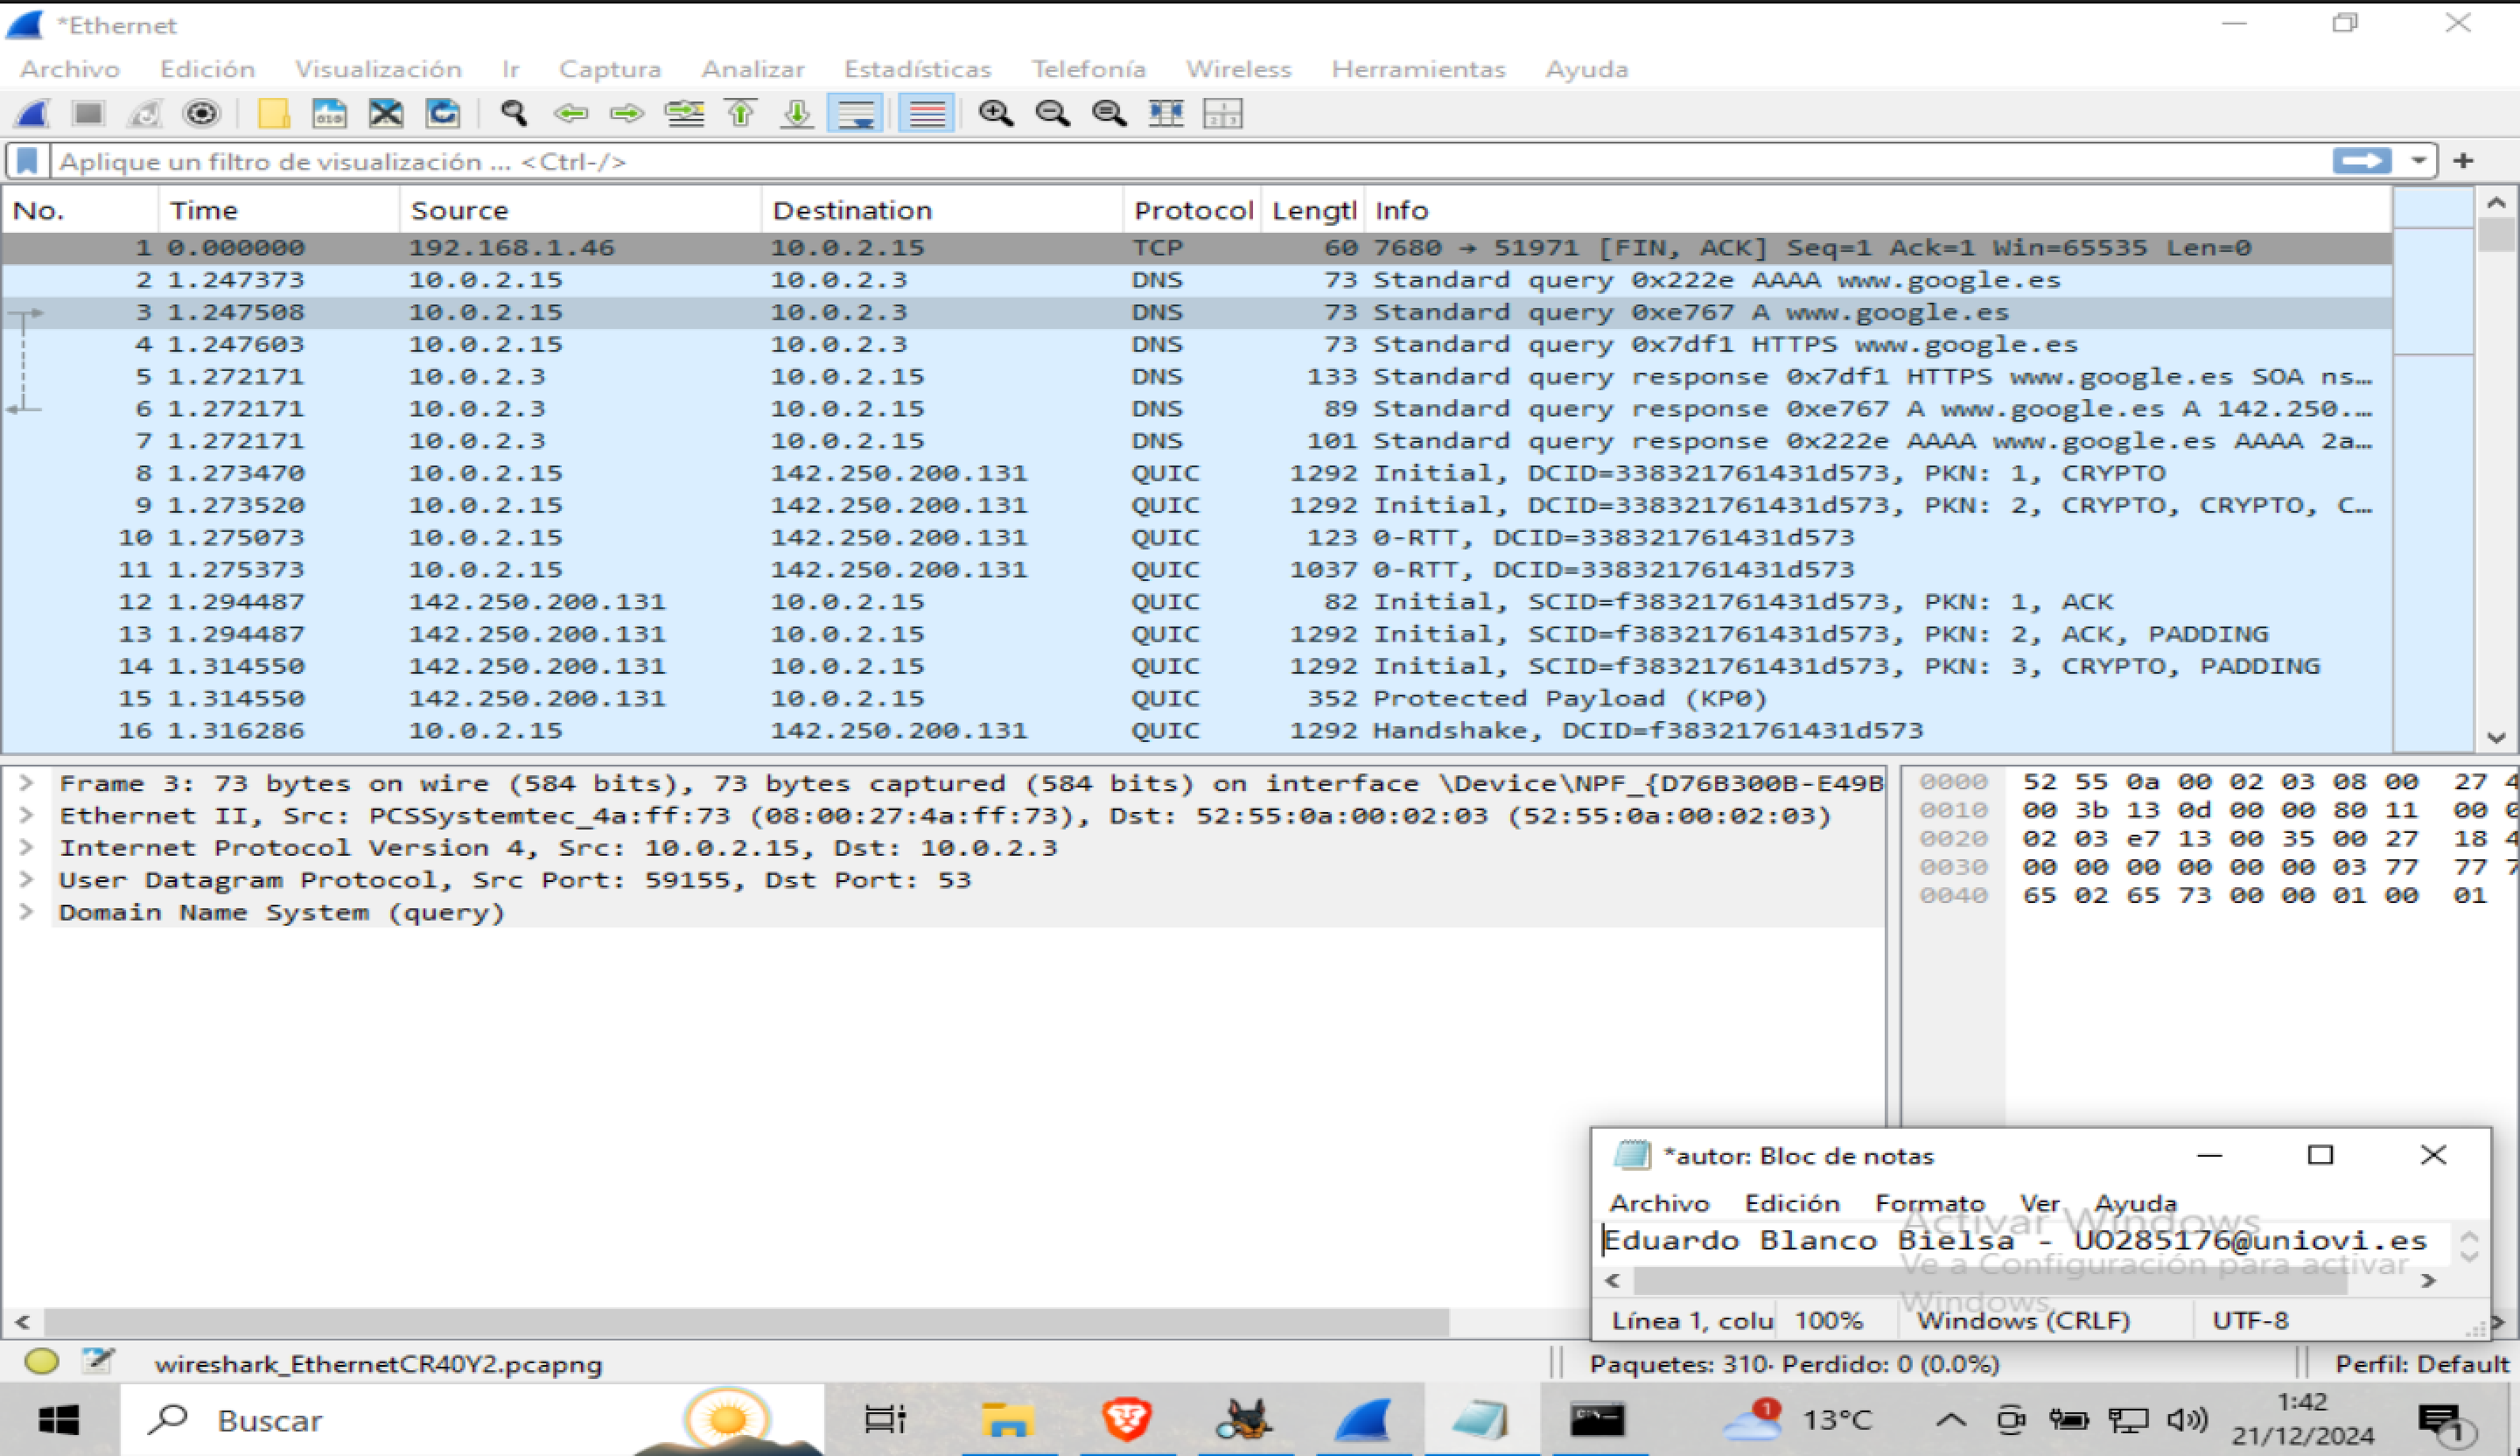 *Ethernet
Archivo Edición Visualización Ir Captura Analizar Estadísticas Telefonía Wireless Herramientas Ayuda
Aplique un filtro de visualización ... <Ctrl-/>
No. Time Source Destination Protocol Lengtl Info
1 0.000000 192.168.1.46 10.0.2.15 TCP 60 7680 → 51971 [FIN, ACK] Seq=1 Ack=1 Win=65535 Len=0
2 1.247373 10.0.2.15 10.0.2.3 DNS 73 Standard query 0x222e AAAA www.google.es
3 1.247508 10.0.2.15 10.0.2.3 DNS 73 Standard query 0xe767 A www.google.es
4 1.247603 10.0.2.15 10.0.2.3 DNS 73 Standard query 0x7df1 HTTPS www.google.es
5 1.272171 10.0.2.3 10.0.2.15 DNS 133 Standard query response 0x7df1 HTTPS www.google.es SOA ns…
6 1.272171 10.0.2.3 10.0.2.15 DNS 89 Standard query response 0xe767 A www.google.es A 142.250.…
7 1.272171 10.0.2.3 10.0.2.15 DNS 101 Standard query response 0x222e AAAA www.google.es AAAA 2a…
8 1.273470 10.0.2.15 142.250.200.131 QUIC 1292 Initial, DCID=338321761431d573, PKN: 1, CRYPTO
9 1.273520 10.0.2.15 142.250.200.131 QUIC 1292 Initial, DCID=338321761431d573, PKN: 2, CRYPTO, CRYPTO, C…
10 1.275073 10.0.2.15 142.250.200.131 QUIC 123 0-RTT, DCID=338321761431d573
11 1.275373 10.0.2.15 142.250.200.131 QUIC 1037 0-RTT, DCID=338321761431d573
12 1.294487 142.250.200.131 10.0.2.15 QUIC 82 Initial, SCID=f38321761431d573, PKN: 1, ACK
13 1.294487 142.250.200.131 10.0.2.15 QUIC 1292 Initial, SCID=f38321761431d573, PKN: 2, ACK, PADDING
14 1.314550 142.250.200.131 10.0.2.15 QUIC 1292 Initial, SCID=f38321761431d573, PKN: 3, CRYPTO, PADDING
15 1.314550 142.250.200.131 10.0.2.15 QUIC 352 Protected Payload (KP0)
16 1.316286 10.0.2.15 142.250.200.131 QUIC 1292 Handshake, DCID=f38321761431d573
Frame 3: 73 bytes on wire (584 bits), 73 bytes captured (584 bits) on interface \Device\NPF_{D76B300B-E49B
Ethernet II, Src: PCSSystemtec_4a:ff:73 (08:00:27:4a:ff:73), Dst: 52:55:0a:00:02:03 (52:55:0a:00:02:03)
Internet Protocol Version 4, Src: 10.0.2.15, Dst: 10.0.2.3
User Datagram Protocol, Src Port: 59155, Dst Port: 53
Domain Name System (query)
0000 52 55 0a 00 02 03 08 00 27 4
0010 00 3b 13 0d 00 00 80 11 00 0
0020 02 03 e7 13 00 35 00 27 18 4
0030 00 00 00 00 00 00 03 77 77 7
0040 65 02 65 73 00 00 01 00 01
*autor: Bloc de notas
Archivo Edición Formato Ver Ayuda
Activar Windows
Eduardo Blanco Bielsa - UO285176@uniovi.es
Ve a Configuración para activar
Windows.
Línea 1, colu 100% Windows (CRLF) UTF-8
wireshark_EthernetCR40Y2.pcapng Paquetes: 310· Perdido: 0 (0.0%) Perfil: Default
Buscar 1 13°C 1:42
21/12/2024 1